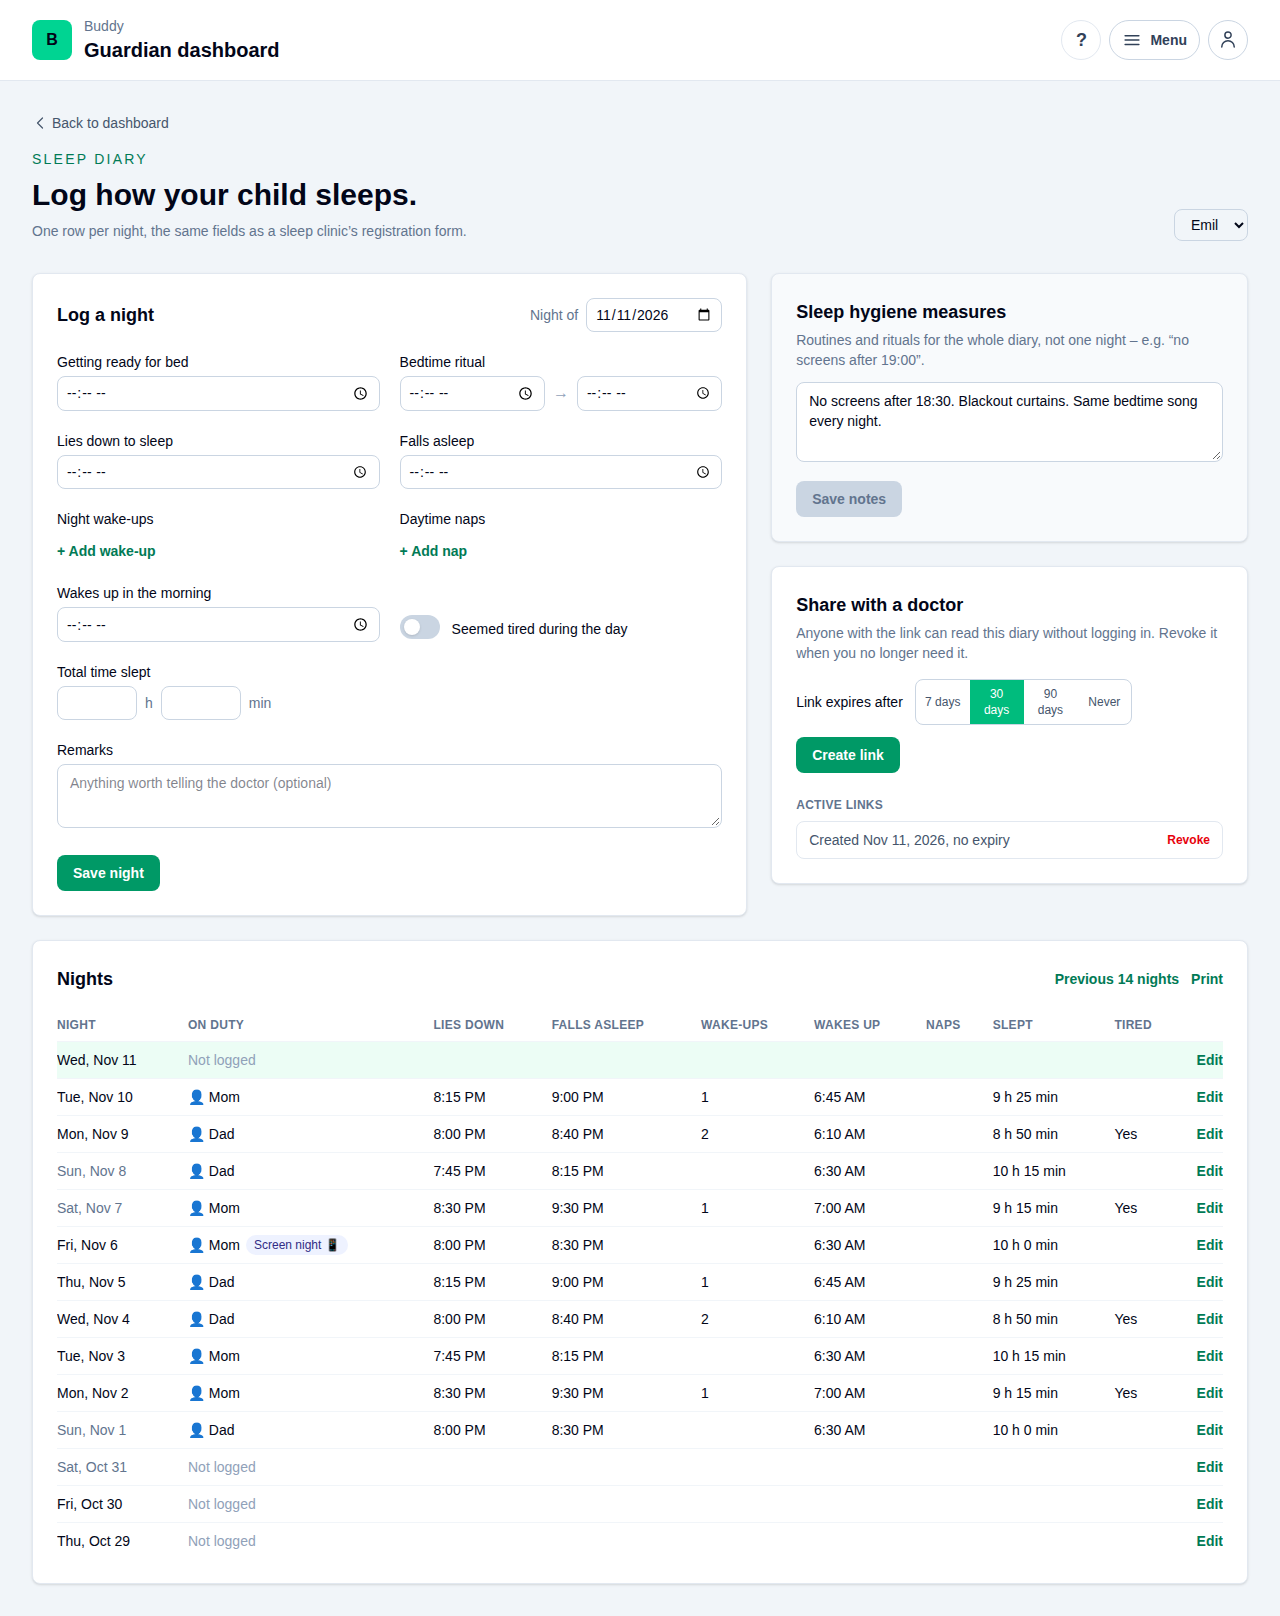 B
Buddy
Guardian dashboard
?
Menu
Back to dashboard
SLEEP DIARY
Log how your child sleeps.
One row per night, the same fields as a sleep clinic’s registration form.
Emil
Log a night
Night of
11/11/2026
Getting ready for bed
Bedtime ritual
--:-- --
--:-- --
→
--:-- --
Lies down to sleep
Falls asleep
--:-- --
--:-- --
Night wake-ups
Daytime naps
+ Add wake-up
+ Add nap
Wakes up in the morning
--:-- --
Seemed tired during the day
Total time slept
h
min
Remarks
Anything worth telling the doctor (optional)
Save night
Sleep hygiene measures
Routines and rituals for the whole diary, not one night – e.g. “no
screens after 19:00”.
No screens after 18:30. Blackout curtains. Same bedtime song
every night.
Save notes
Share with a doctor
Anyone with the link can read this diary without logging in. Revoke it
when you no longer need it.
Link expires after
7 days
30
days
90
days
Never
Create link
ACTIVE LINKS
Created Nov 11, 2026, no expiry
Revoke
Nights
Previous 14 nights
Print
NIGHT ON DUTY LIES DOWN FALLS ASLEEP WAKE-UPS WAKES UP NAPS SLEPT TIRED
Wed, Nov 11 Not logged Edit
Tue, Nov 10 👤 Mom 8:15 PM 9:00 PM 1 6:45 AM 9 h 25 min Edit
Mon, Nov 9 👤 Dad 8:00 PM 8:40 PM 2 6:10 AM 8 h 50 min Yes Edit
Sun, Nov 8 👤 Dad 7:45 PM 8:15 PM 6:30 AM 10 h 15 min Edit
Sat, Nov 7 👤 Mom 8:30 PM 9:30 PM 1 7:00 AM 9 h 15 min Yes Edit
Fri, Nov 6 👤 Mom Screen night 📱 8:00 PM 8:30 PM 6:30 AM 10 h 0 min Edit
Thu, Nov 5 👤 Dad 8:15 PM 9:00 PM 1 6:45 AM 9 h 25 min Edit
Wed, Nov 4 👤 Dad 8:00 PM 8:40 PM 2 6:10 AM 8 h 50 min Yes Edit
Tue, Nov 3 👤 Mom 7:45 PM 8:15 PM 6:30 AM 10 h 15 min Edit
Mon, Nov 2 👤 Mom 8:30 PM 9:30 PM 1 7:00 AM 9 h 15 min Yes Edit
Sun, Nov 1 👤 Dad 8:00 PM 8:30 PM 6:30 AM 10 h 0 min Edit
Sat, Oct 31 Not logged Edit
Fri, Oct 30 Not logged Edit
Thu, Oct 29 Not logged Edit